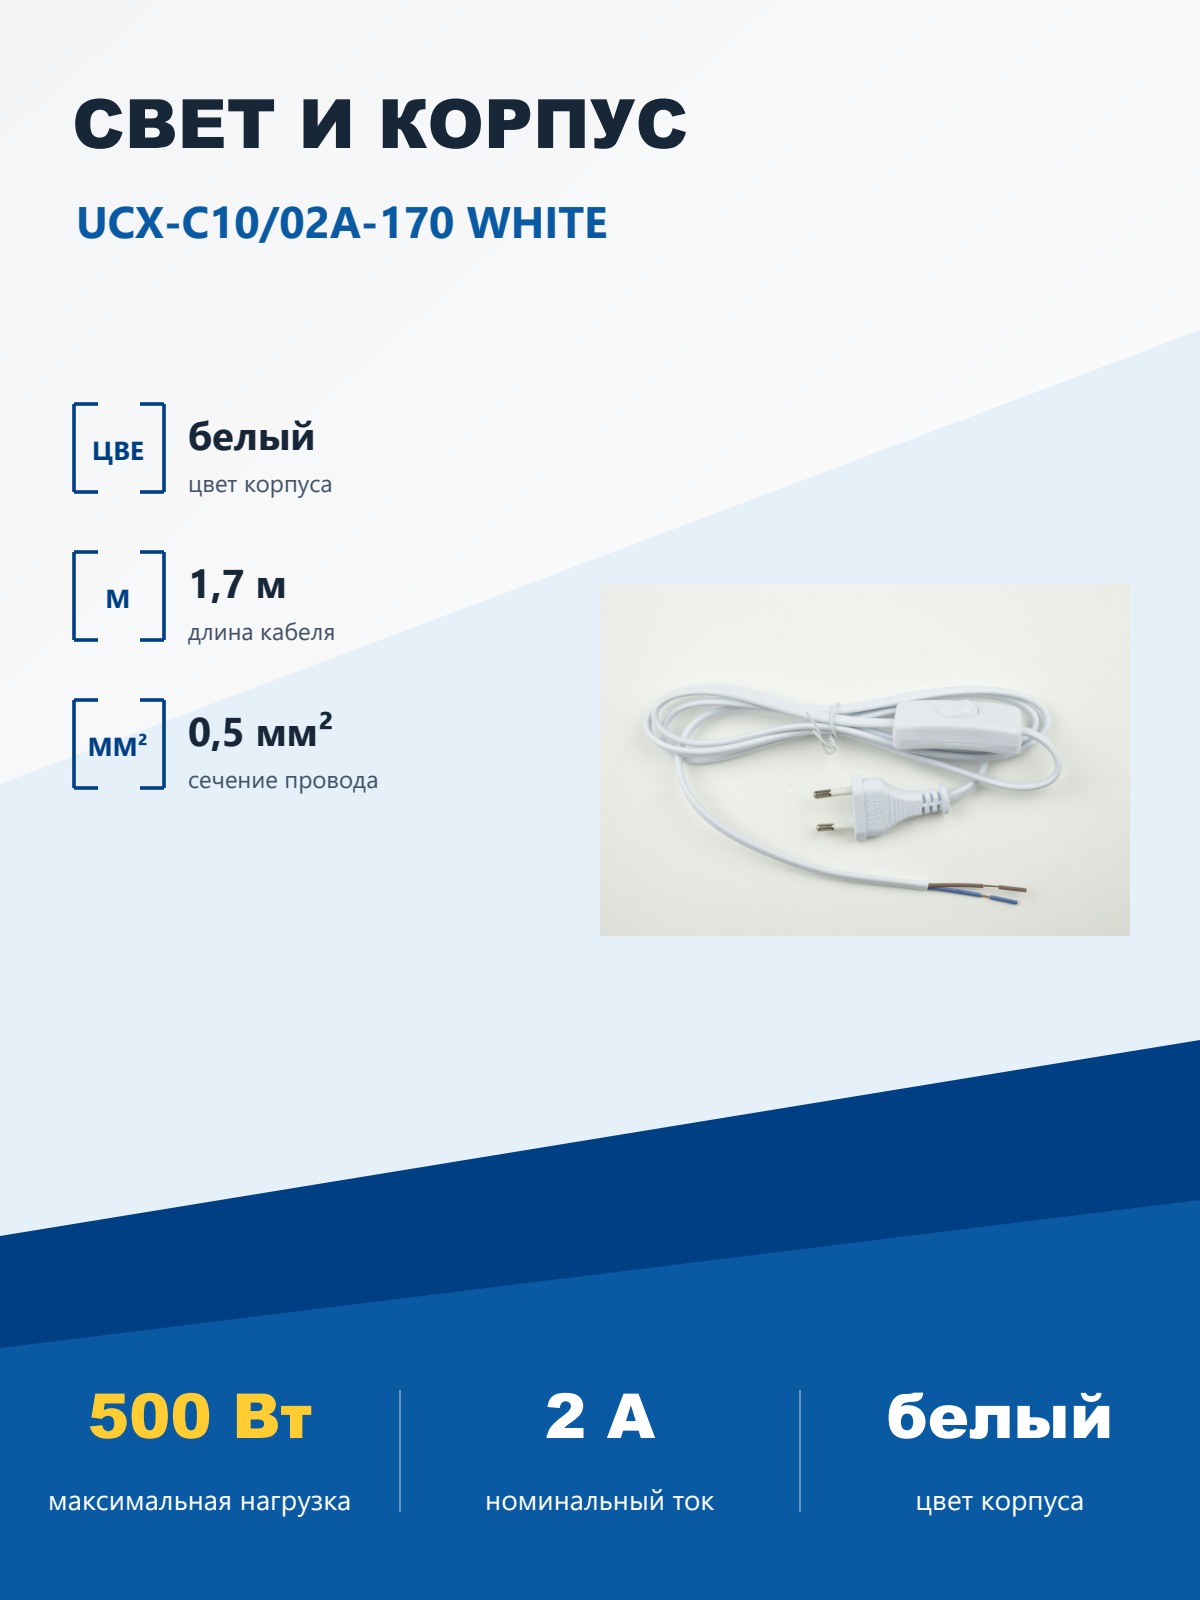 СВЕТ И КОРПУС
UCX-C10/02A-170 WHITE
ЦВЕ
белый
цвет корпуса
М
1,7 м
длина кабеля
ММ²
0,5 мм²
сечение провода
500 Вт
максимальная нагрузка
2 А
номинальный ток
белый
цвет корпуса